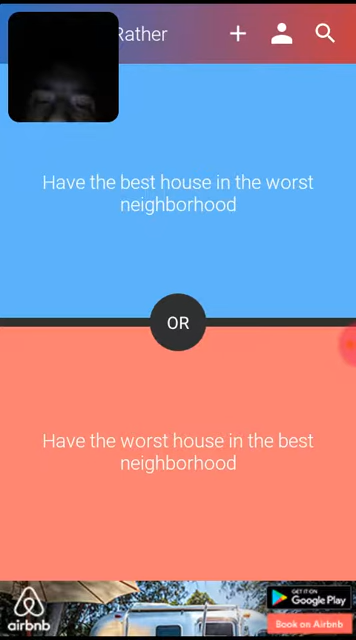 Rather
Have the best house in the worst
neighborhood
OR
Have the worst house in the best
neighborhood
airbnb
GET IT ON
Google Play
Book on Airbnb